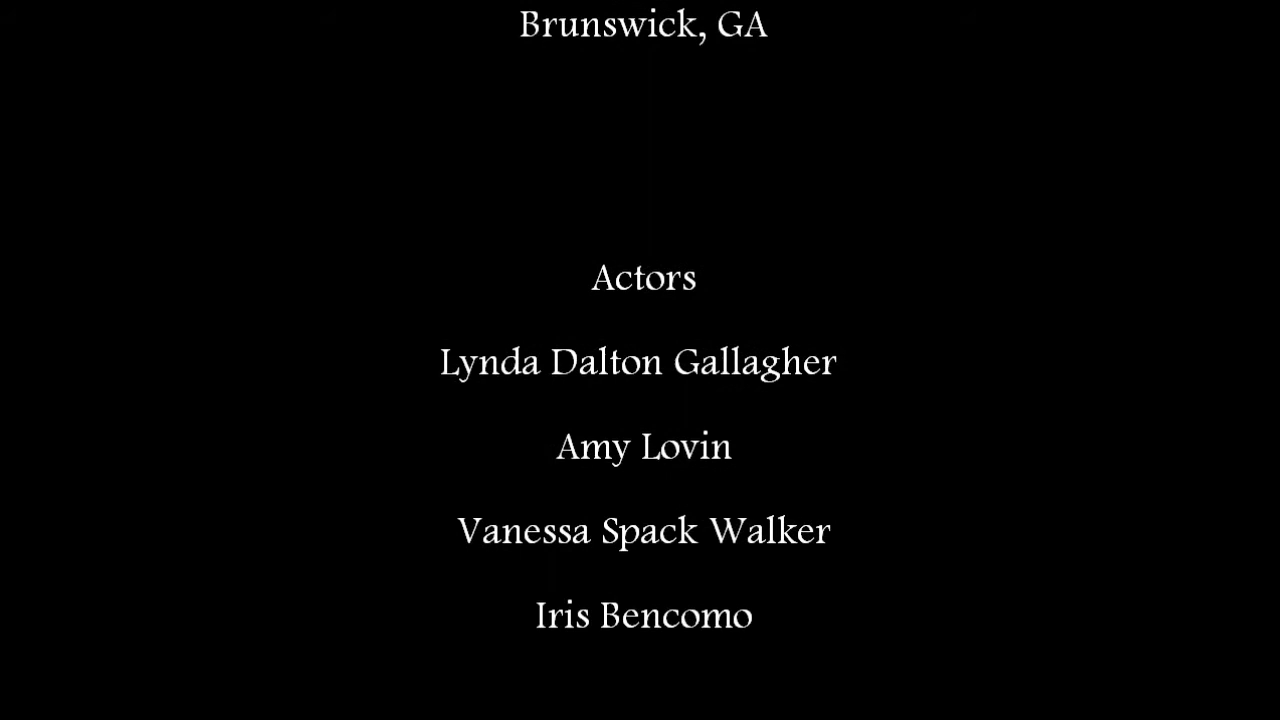 Brunswick, GA
Actors
Lynda Dalton Gallagher
Amy Lovin
Vanessa Spack Walker
Iris Bencomo